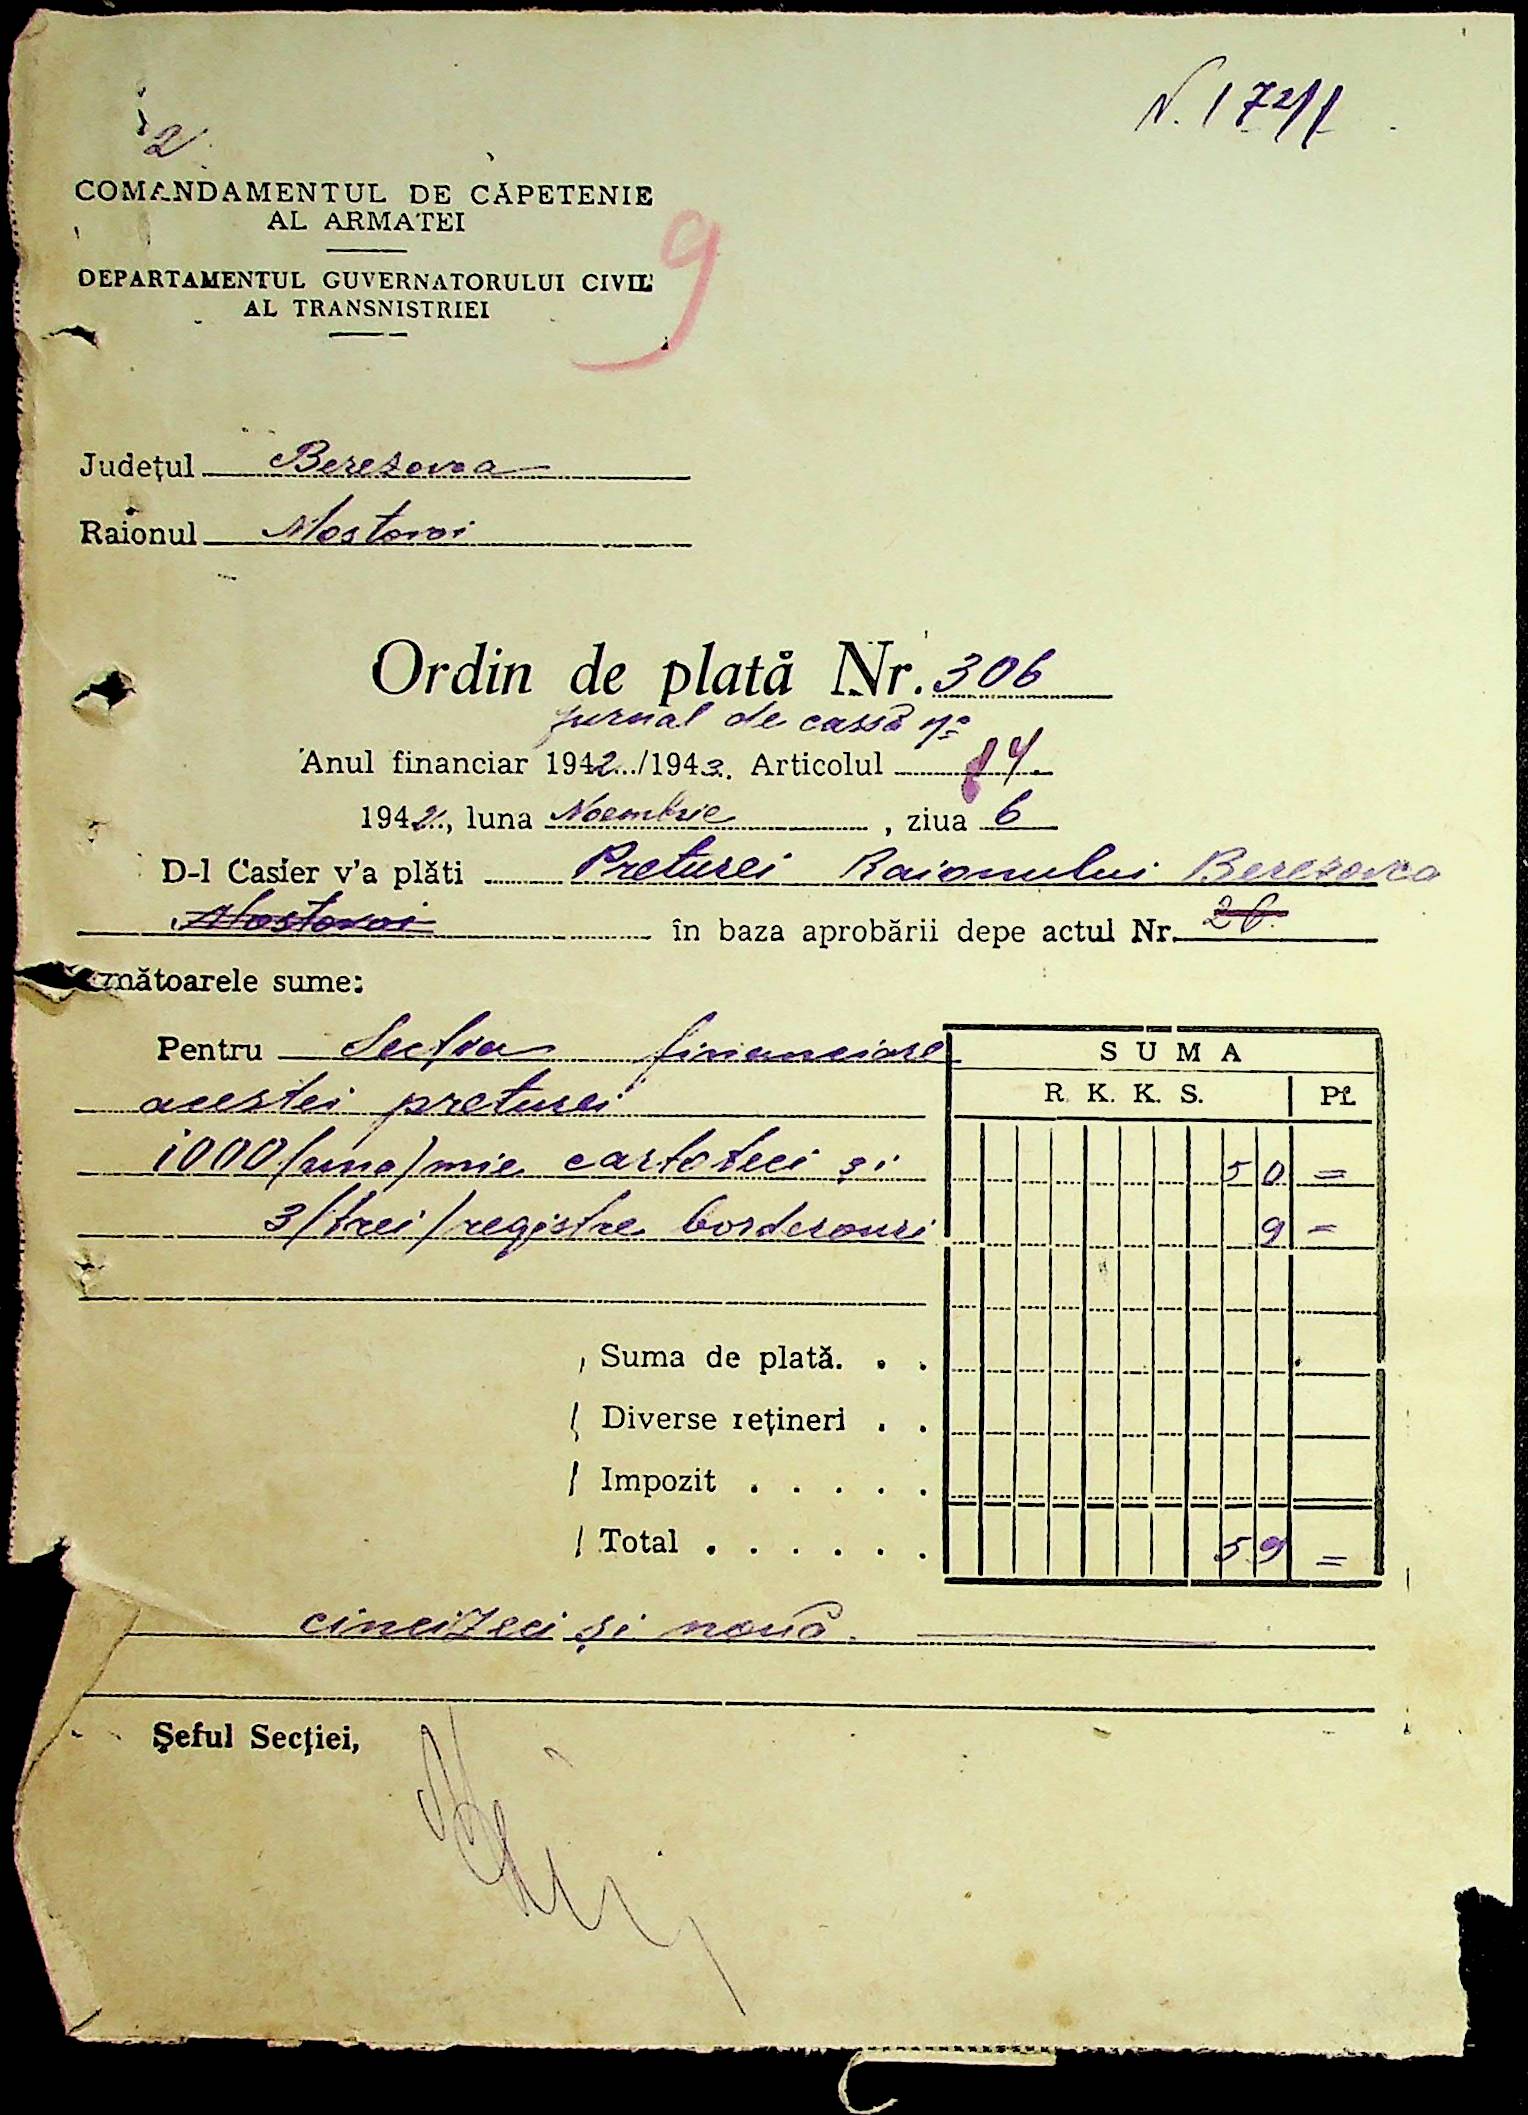 2
COMANDAMENTUL DE CĂPETENIE
AL ARMATEI
9
DEPARTAMENTUL GUVERNATORULUI CIVIL
AL TRANSNISTRIEI
Județul Beresovca
Raionul Mostovoi
Ordin de plată Nr. 306
jurnal de cassă No
Anul financiar 1942../1943. Articolul 14.
1942.., luna Noembrie , ziua 6
D-l Casier v'a plăti Preturei Raionului Beresovca
Mostovoi în baza aprobării depe actul Nr. 26.
mătoarele sume:
Pentru Secția financiare
acestei preturei
1000/una/mie cartoteci și
3/trei/registre borderouri
SUMA
R. K. K. S. Pf.
50 =
9 =
Suma de plată. . .
Diverse rețineri . .
Impozit . . . . .
Total . . . . . . 59 =
cincizeci și nouă.
Șeful Secției,